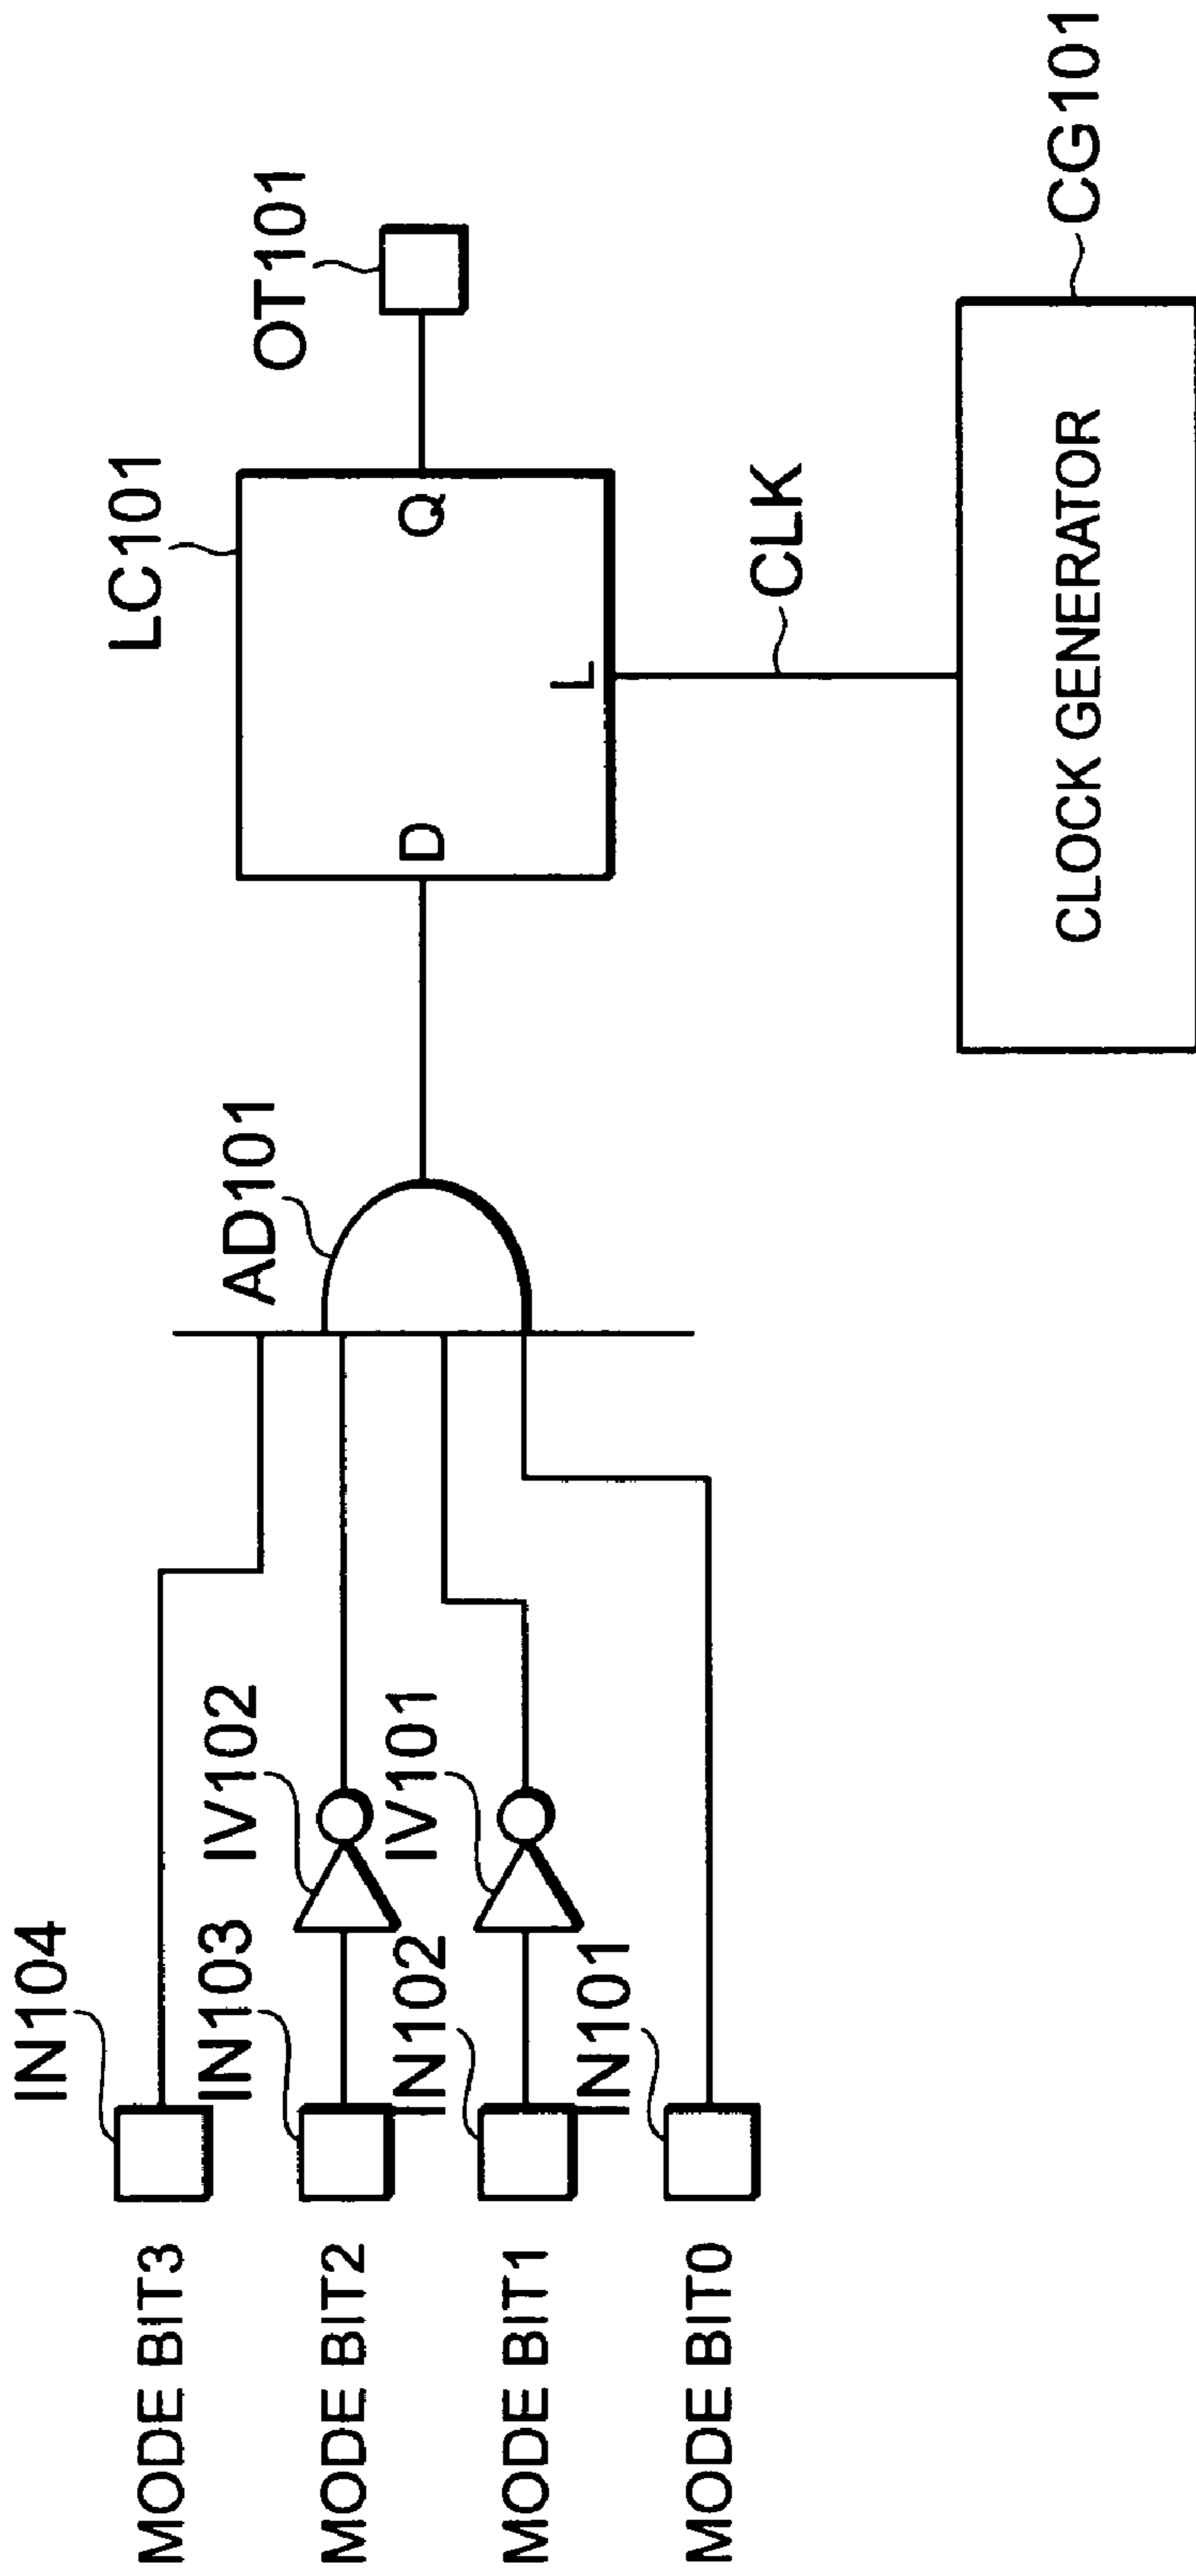 MODE BIT3
IN104
MODE BIT2
IN103
IV102
MODE BIT1
IN102
IV101
MODE BIT0
IN101
AD101
LC101
D
Q
L
OT101
CLK
CLOCK GENERATOR
CG101